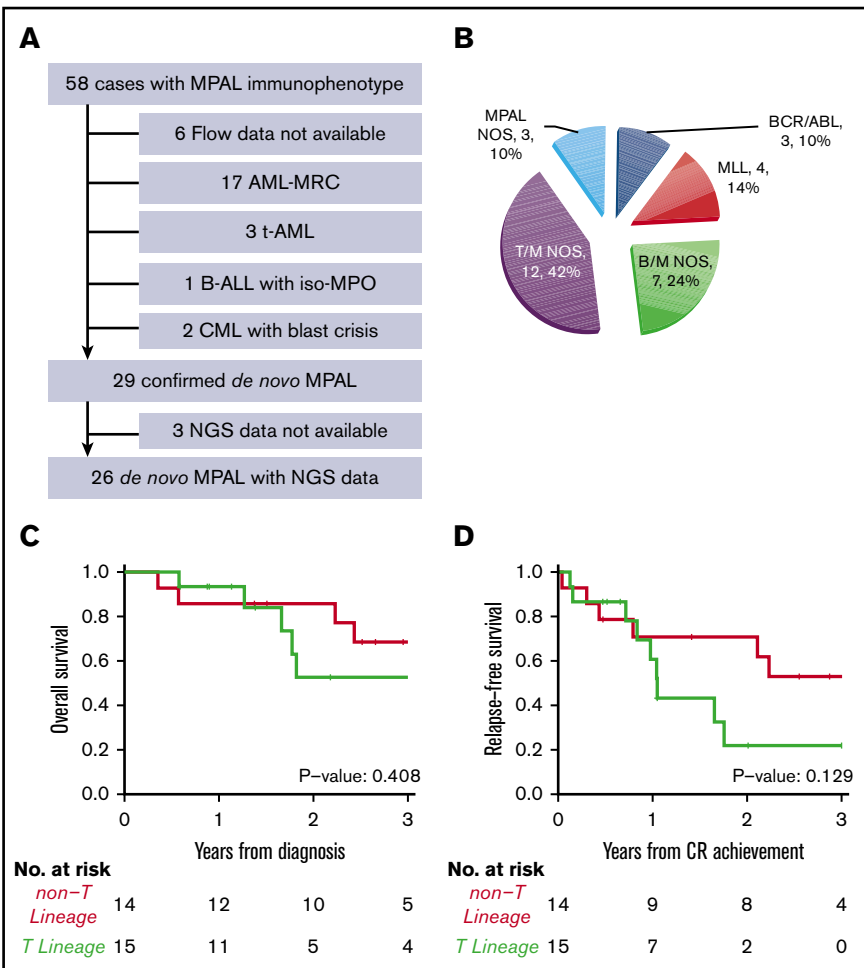 A
58 cases with MPAL immunophenotype
6 Flow data not available
17 AML-MRC
3 t-AML
1 B-ALL with iso-MPO
2 CML with blast crisis
29 confirmed de novo MPAL
3 NGS data not available
26 de novo MPAL with NGS data
B
MPAL
NOS, 3,
10%
BCR/ABL,
3, 10%
MLL, 4,
14%
T/M NOS,
12, 42%
B/M NOS,
7, 24%
C
Overall survival
1.0
0.8
0.6
0.4
0.2
0.0
P–value: 0.408
0 1 2 3
Years from diagnosis
No. at risk
non–T
Lineage 14 12 10 5
T Lineage 15 11 5 4
D
Relapse–free survival
1.0
0.8
0.6
0.4
0.2
0.0
P–value: 0.129
0 1 2 3
Years from CR achievement
No. at risk
non–T
Lineage 14 9 8 4
T Lineage 15 7 2 0